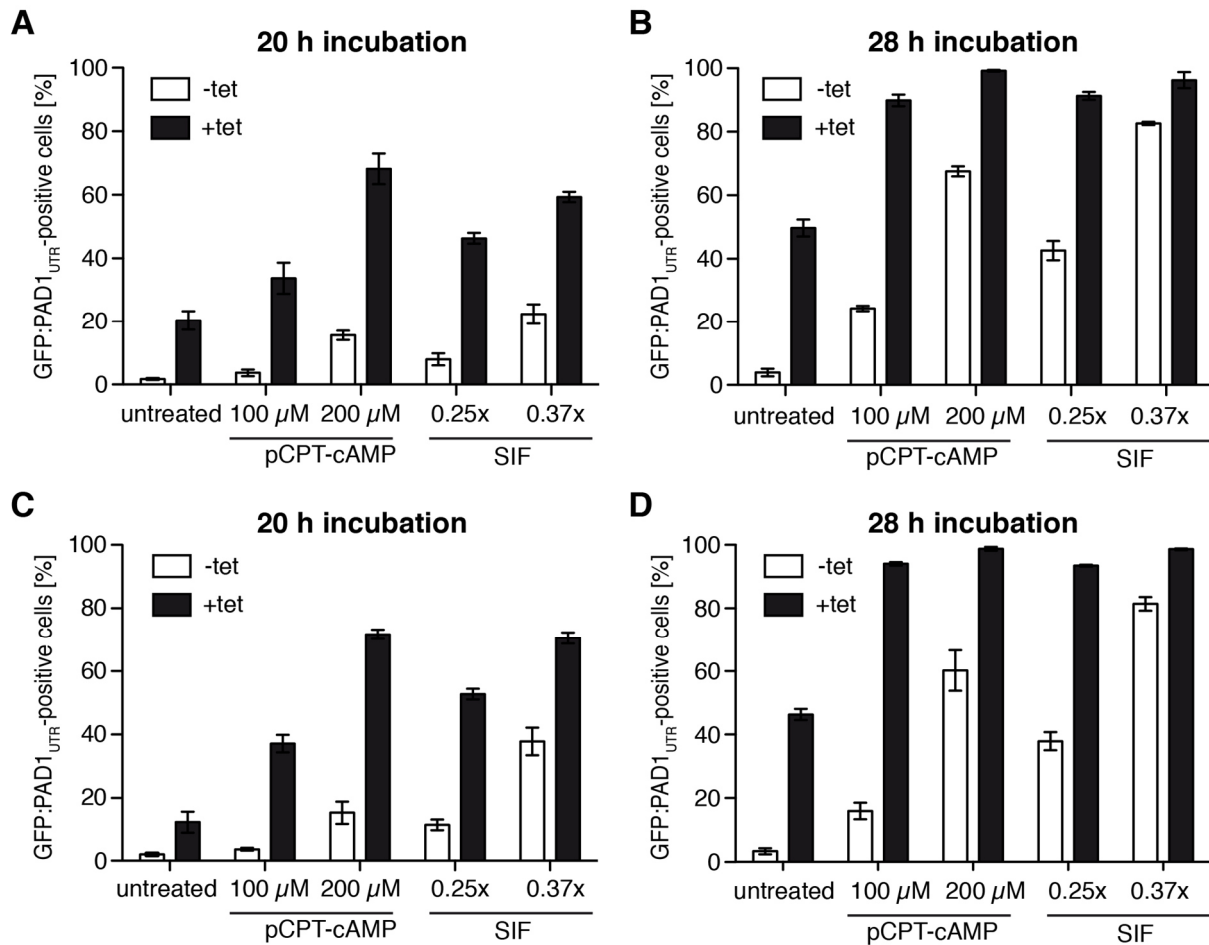 A
20 h incubation
GFP:PAD1UTR-positive cells [%]
100
80
60
40
20
0
-tet
+tet
untreated
100 µM
200 µM
0.25x
0.37x
pCPT-cAMP
SIF
B
28 h incubation
GFP:PAD1UTR-positive cells [%]
100
80
60
40
20
0
-tet
+tet
untreated
100 µM
200 µM
0.25x
0.37x
pCPT-cAMP
SIF
C
20 h incubation
GFP:PAD1UTR-positive cells [%]
100
80
60
40
20
0
-tet
+tet
untreated
100 µM
200 µM
0.25x
0.37x
pCPT-cAMP
SIF
D
28 h incubation
GFP:PAD1UTR-positive cells [%]
100
80
60
40
20
0
-tet
+tet
untreated
100 µM
200 µM
0.25x
0.37x
pCPT-cAMP
SIF